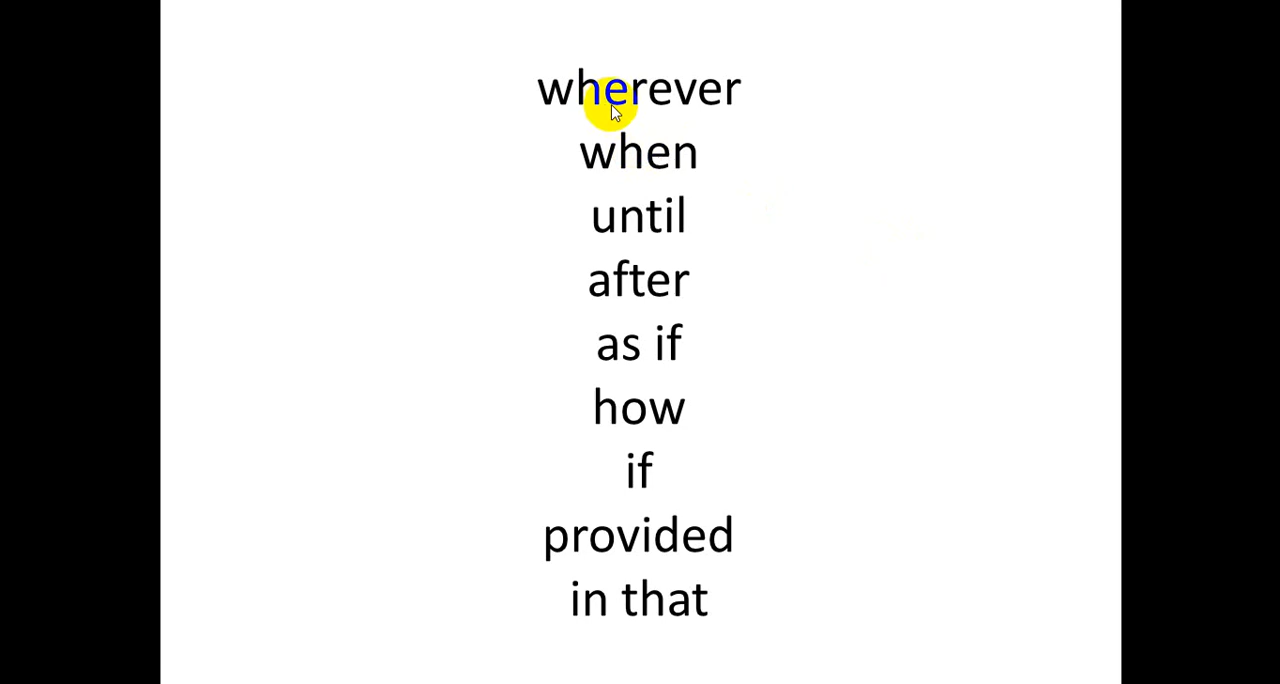 wherever
when
until
after
as if
how
if
provided
in that